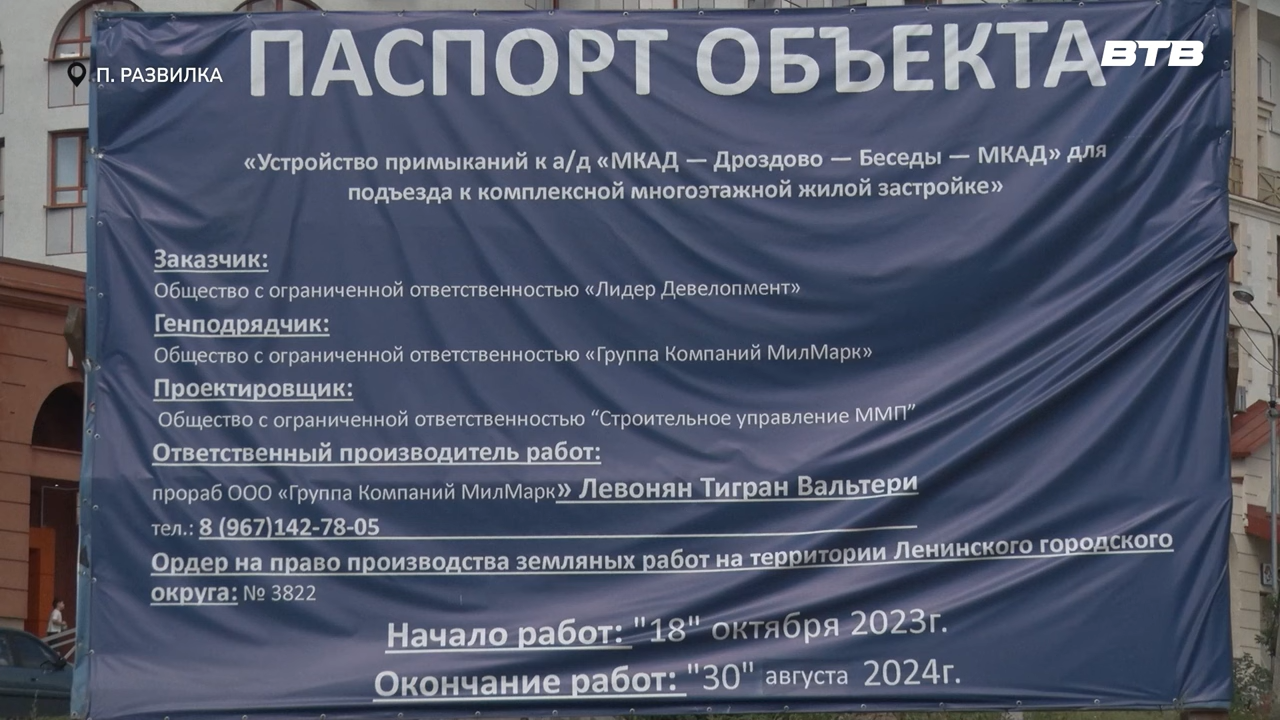 ПАСПОРТ ОБЪЕКТА
ВТВ
П. РАЗВИЛКА
«Устройство примыканий к а/д «МКАД — Дроздово — Беседы — МКАД» для
подъезда к комплексной многоэтажной жилой застройке»
Заказчик:
Общество с ограниченной ответственностью «Лидер Девелопмент»
Генподрядчик:
Общество с ограниченной ответственностью «Группа Компаний МилМарк»
Проектировщик:
Общество с ограниченной ответственностью “Строительное управление ММП”
Ответственный производитель работ:
прораб ООО «Группа Компаний МилМарк» Левонян Тигран Вальтери
тел.: 8 (967)142-78-05
Ордер на право производства земляных работ на территории Ленинского городского
округа: № 3822
Начало работ: "18" октября 2023г.
Окончание работ: "30" августа 2024г.